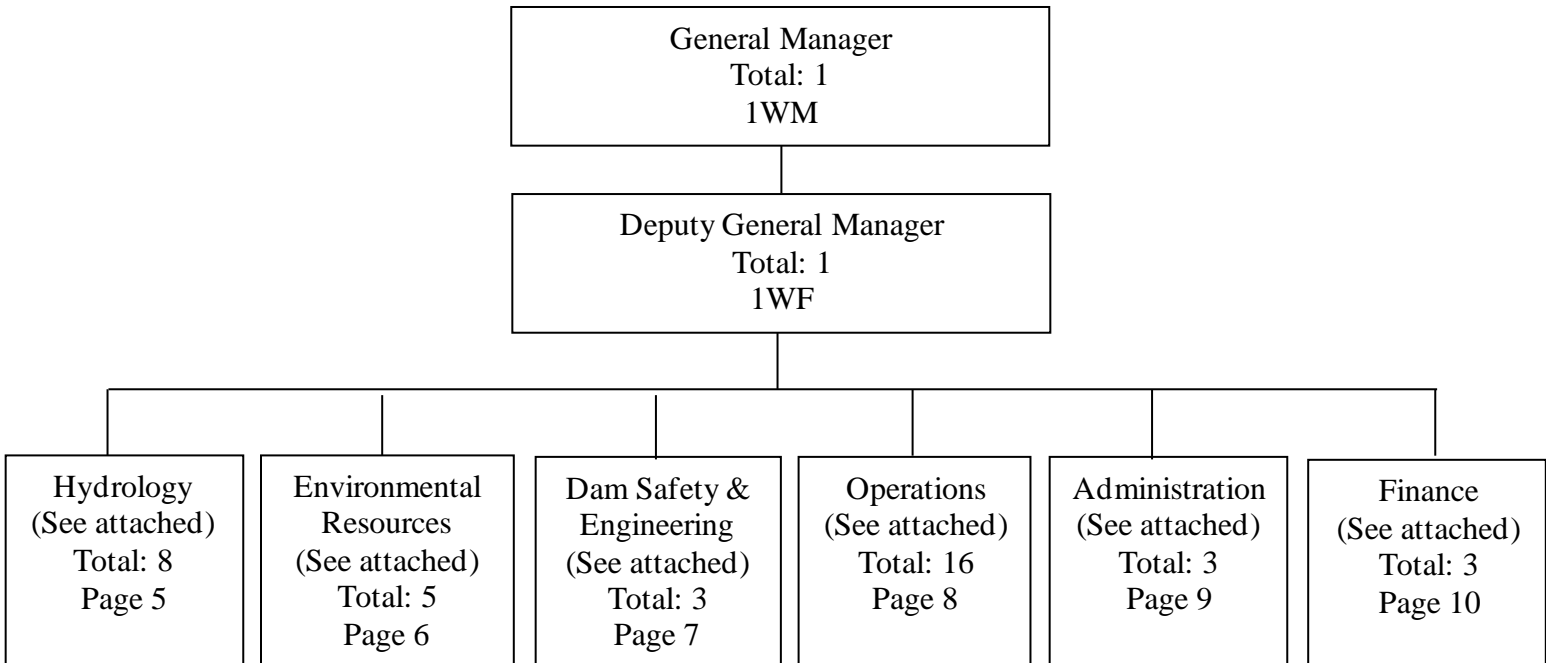 General Manager
Total: 1
1WM
Deputy General Manager
Total: 1
1WF
Hydrology
(See attached)
Total: 8
Page 5
Environmental
Resources
(See attached)
Total: 5
Page 6
Dam Safety &
Engineering
(See attached)
Total: 3
Page 7
Operations
(See attached)
Total: 16
Page 8
Administration
(See attached)
Total: 3
Page 9
Finance
(See attached)
Total: 3
Page 10